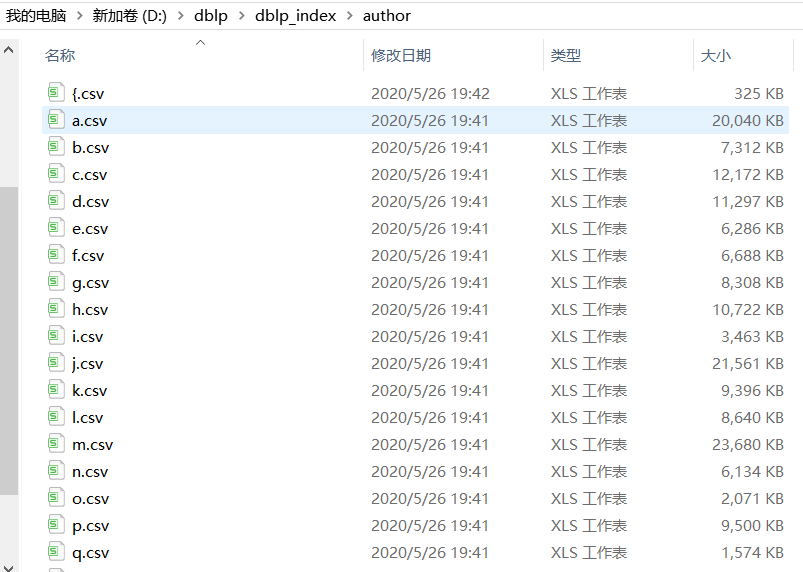 我的电脑 > 新加卷 (D:) > dblp > dblp_index > author
名称 修改日期 类型 大小
{.csv 2020/5/26 19:42 XLS 工作表 325 KB
a.csv 2020/5/26 19:41 XLS 工作表 20,040 KB
b.csv 2020/5/26 19:41 XLS 工作表 7,312 KB
c.csv 2020/5/26 19:41 XLS 工作表 12,172 KB
d.csv 2020/5/26 19:41 XLS 工作表 11,297 KB
e.csv 2020/5/26 19:41 XLS 工作表 6,286 KB
f.csv 2020/5/26 19:41 XLS 工作表 6,688 KB
g.csv 2020/5/26 19:41 XLS 工作表 8,308 KB
h.csv 2020/5/26 19:41 XLS 工作表 10,722 KB
i.csv 2020/5/26 19:41 XLS 工作表 3,463 KB
j.csv 2020/5/26 19:41 XLS 工作表 21,561 KB
k.csv 2020/5/26 19:41 XLS 工作表 9,396 KB
l.csv 2020/5/26 19:41 XLS 工作表 8,640 KB
m.csv 2020/5/26 19:41 XLS 工作表 23,680 KB
n.csv 2020/5/26 19:41 XLS 工作表 6,134 KB
o.csv 2020/5/26 19:41 XLS 工作表 2,071 KB
p.csv 2020/5/26 19:41 XLS 工作表 9,500 KB
q.csv 2020/5/26 19:41 XLS 工作表 1,574 KB